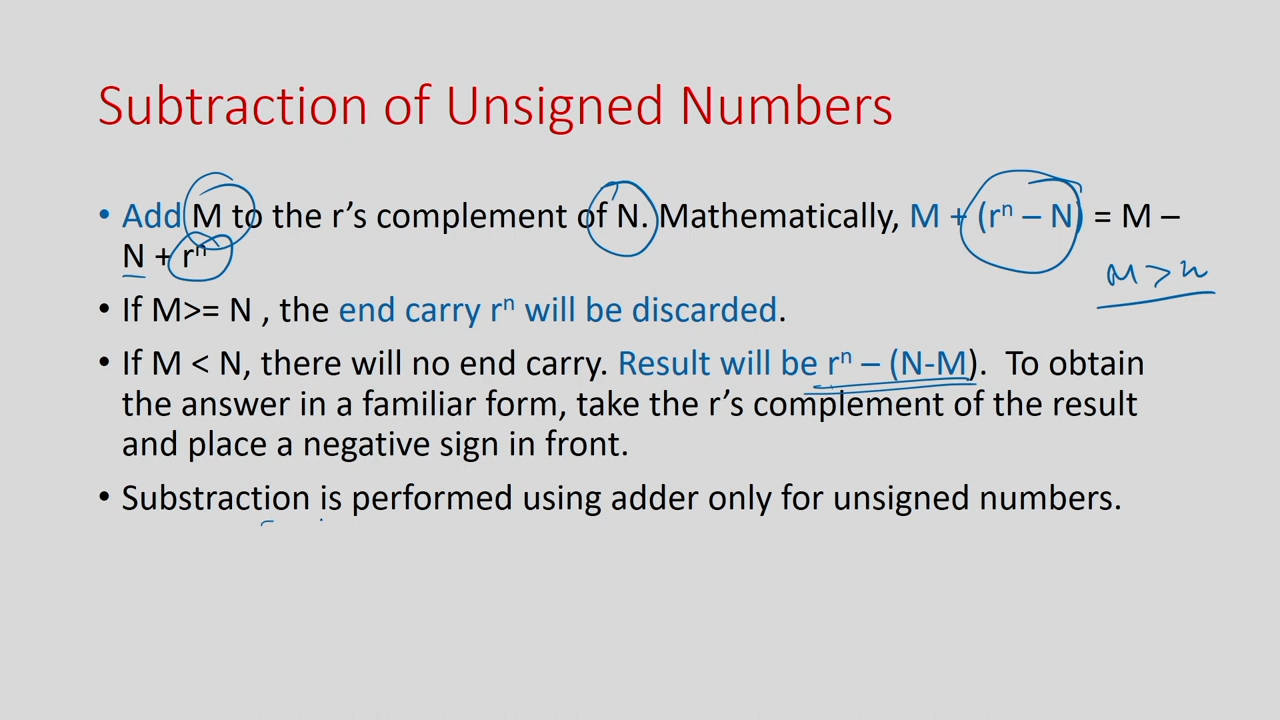 Subtraction of Unsigned Numbers
• Add M to the r's complement of N. Mathematically, M + (rⁿ – N) = M –
N + rⁿ
M > N
• If M>= N , the end carry rⁿ will be discarded.
• If M < N, there will no end carry. Result will be rⁿ – (N-M). To obtain
the answer in a familiar form, take the r's complement of the result
and place a negative sign in front.
• Substraction is performed using adder only for unsigned numbers.